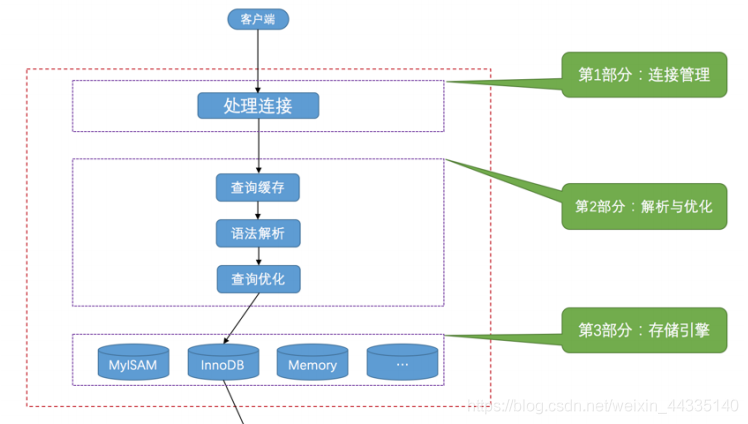 客户端
第1部分：连接管理
处理连接
查询缓存
第2部分：解析与优化
语法解析
查询优化
第3部分：存储引擎
MyISAM
InnoDB
Memory
…
https://blog.csdn.net/weixin_44335140